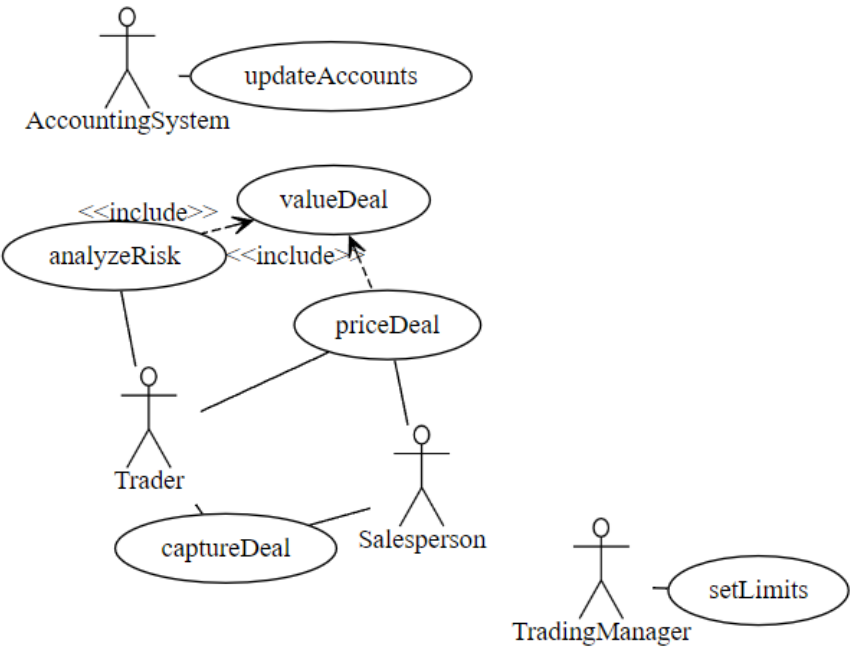 updateAccounts
AccountingSystem
valueDeal
<<include>>
analyzeRisk
<<include>>
priceDeal
Trader
captureDeal
Salesperson
setLimits
TradingManager